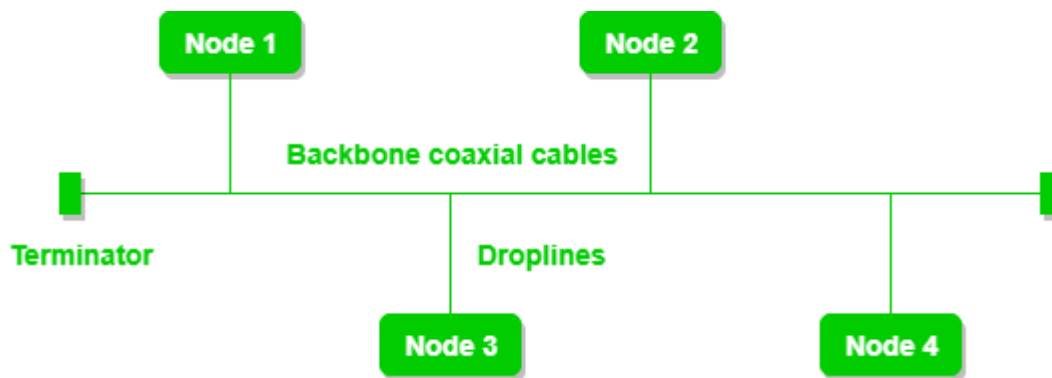 Node 1
Node 2
Backbone coaxial cables
Terminator
Droplines
Node 3
Node 4